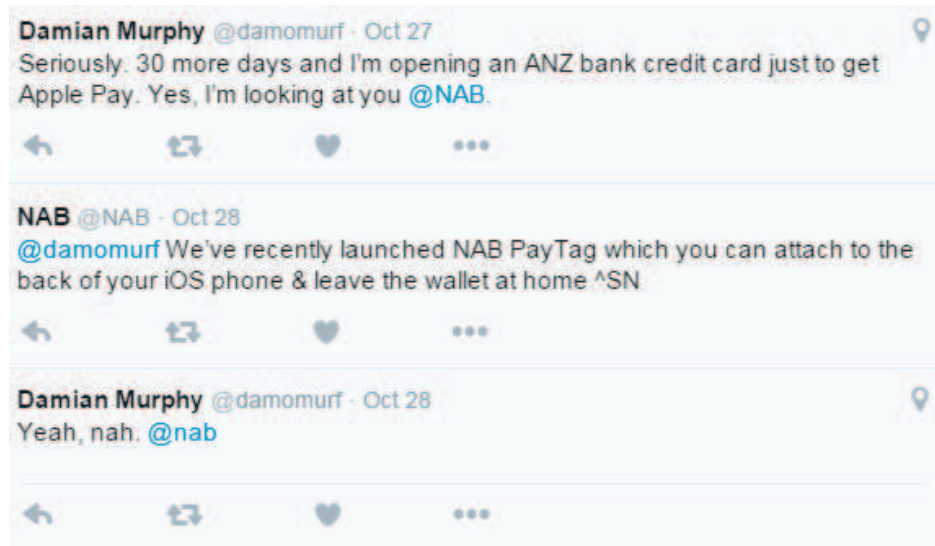 Damian Murphy @damomurf · Oct 27
Seriously. 30 more days and I'm opening an ANZ bank credit card just to get
Apple Pay. Yes, I'm looking at you @NAB.
NAB @NAB · Oct 28
@damomurf We've recently launched NAB PayTag which you can attach to the
back of your iOS phone & leave the wallet at home ^SN
Damian Murphy @damomurf · Oct 28
Yeah, nah. @nab